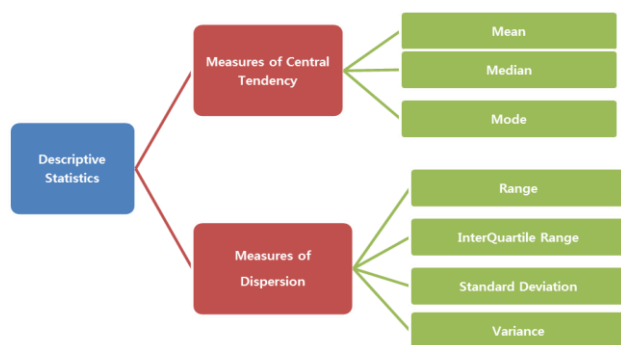 Descriptive
Statistics
Measures of Central
Tendency
Mean
Median
Mode
Measures of
Dispersion
Range
InterQuartile Range
Standard Deviation
Variance